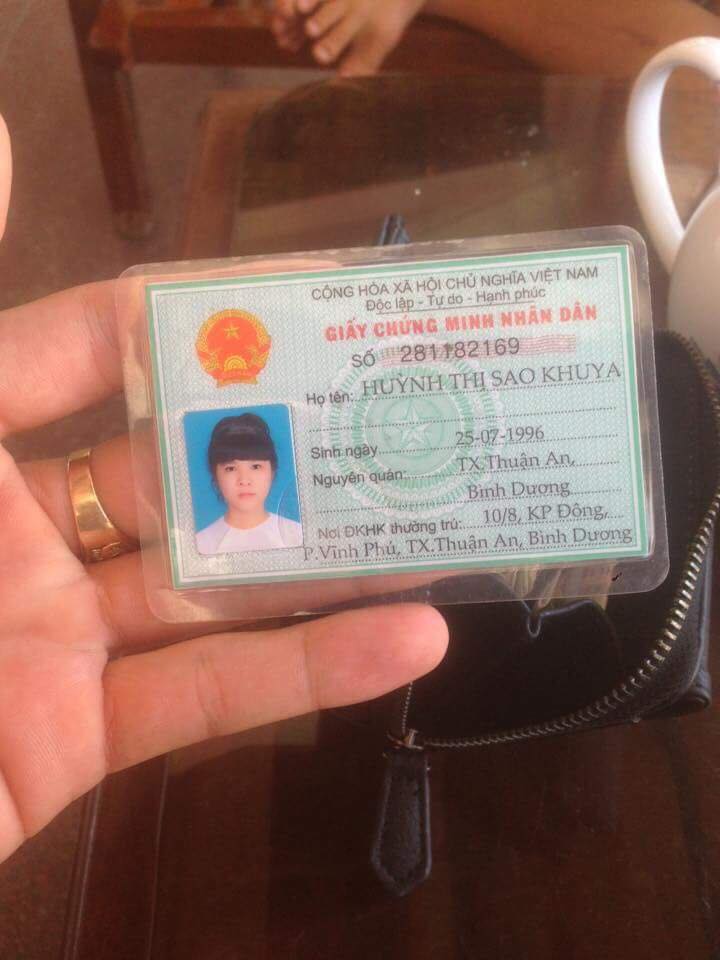 CỘNG HÒA XÃ HỘI CHỦ NGHĨA VIỆT NAM
Độc lập - Tự do - Hạnh phúc
GIẤY CHỨNG MINH NHÂN DÂN
SỐ 281182169
Họ tên: HUỲNH THỊ SAO KHUYA
Sinh ngày 25-07-1996
Nguyên quán: TX.Thuận An,
Bình Dương
Nơi ĐKHK thường trú: 10/8, KP Đông,
P.Vĩnh Phú, TX.Thuận An, Bình Dương